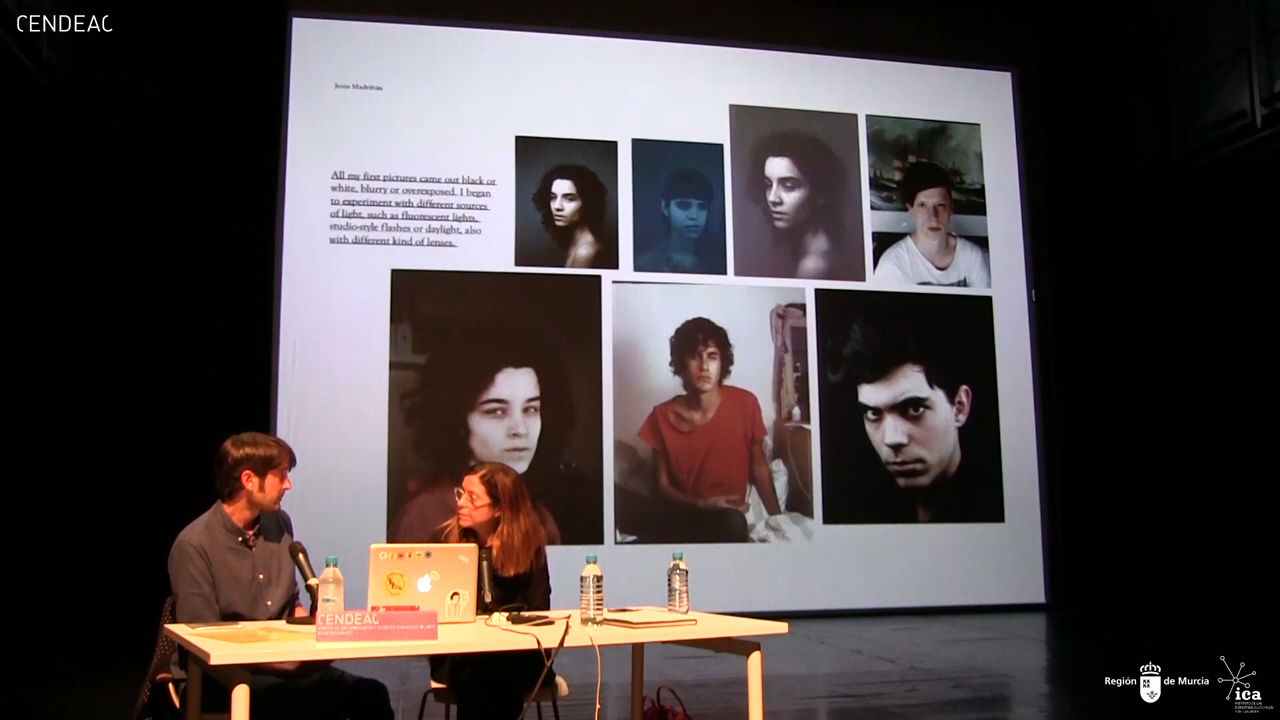 CENDEAC
Jesús Madriñán
All my first pictures came out black or
white, blurry or overexposed. I began
to experiment with different sources
of light, such as fluorescent lights,
studio-style flashes or daylight, also
with different kind of lenses.
CENDEAC
Región de Murcia
ica